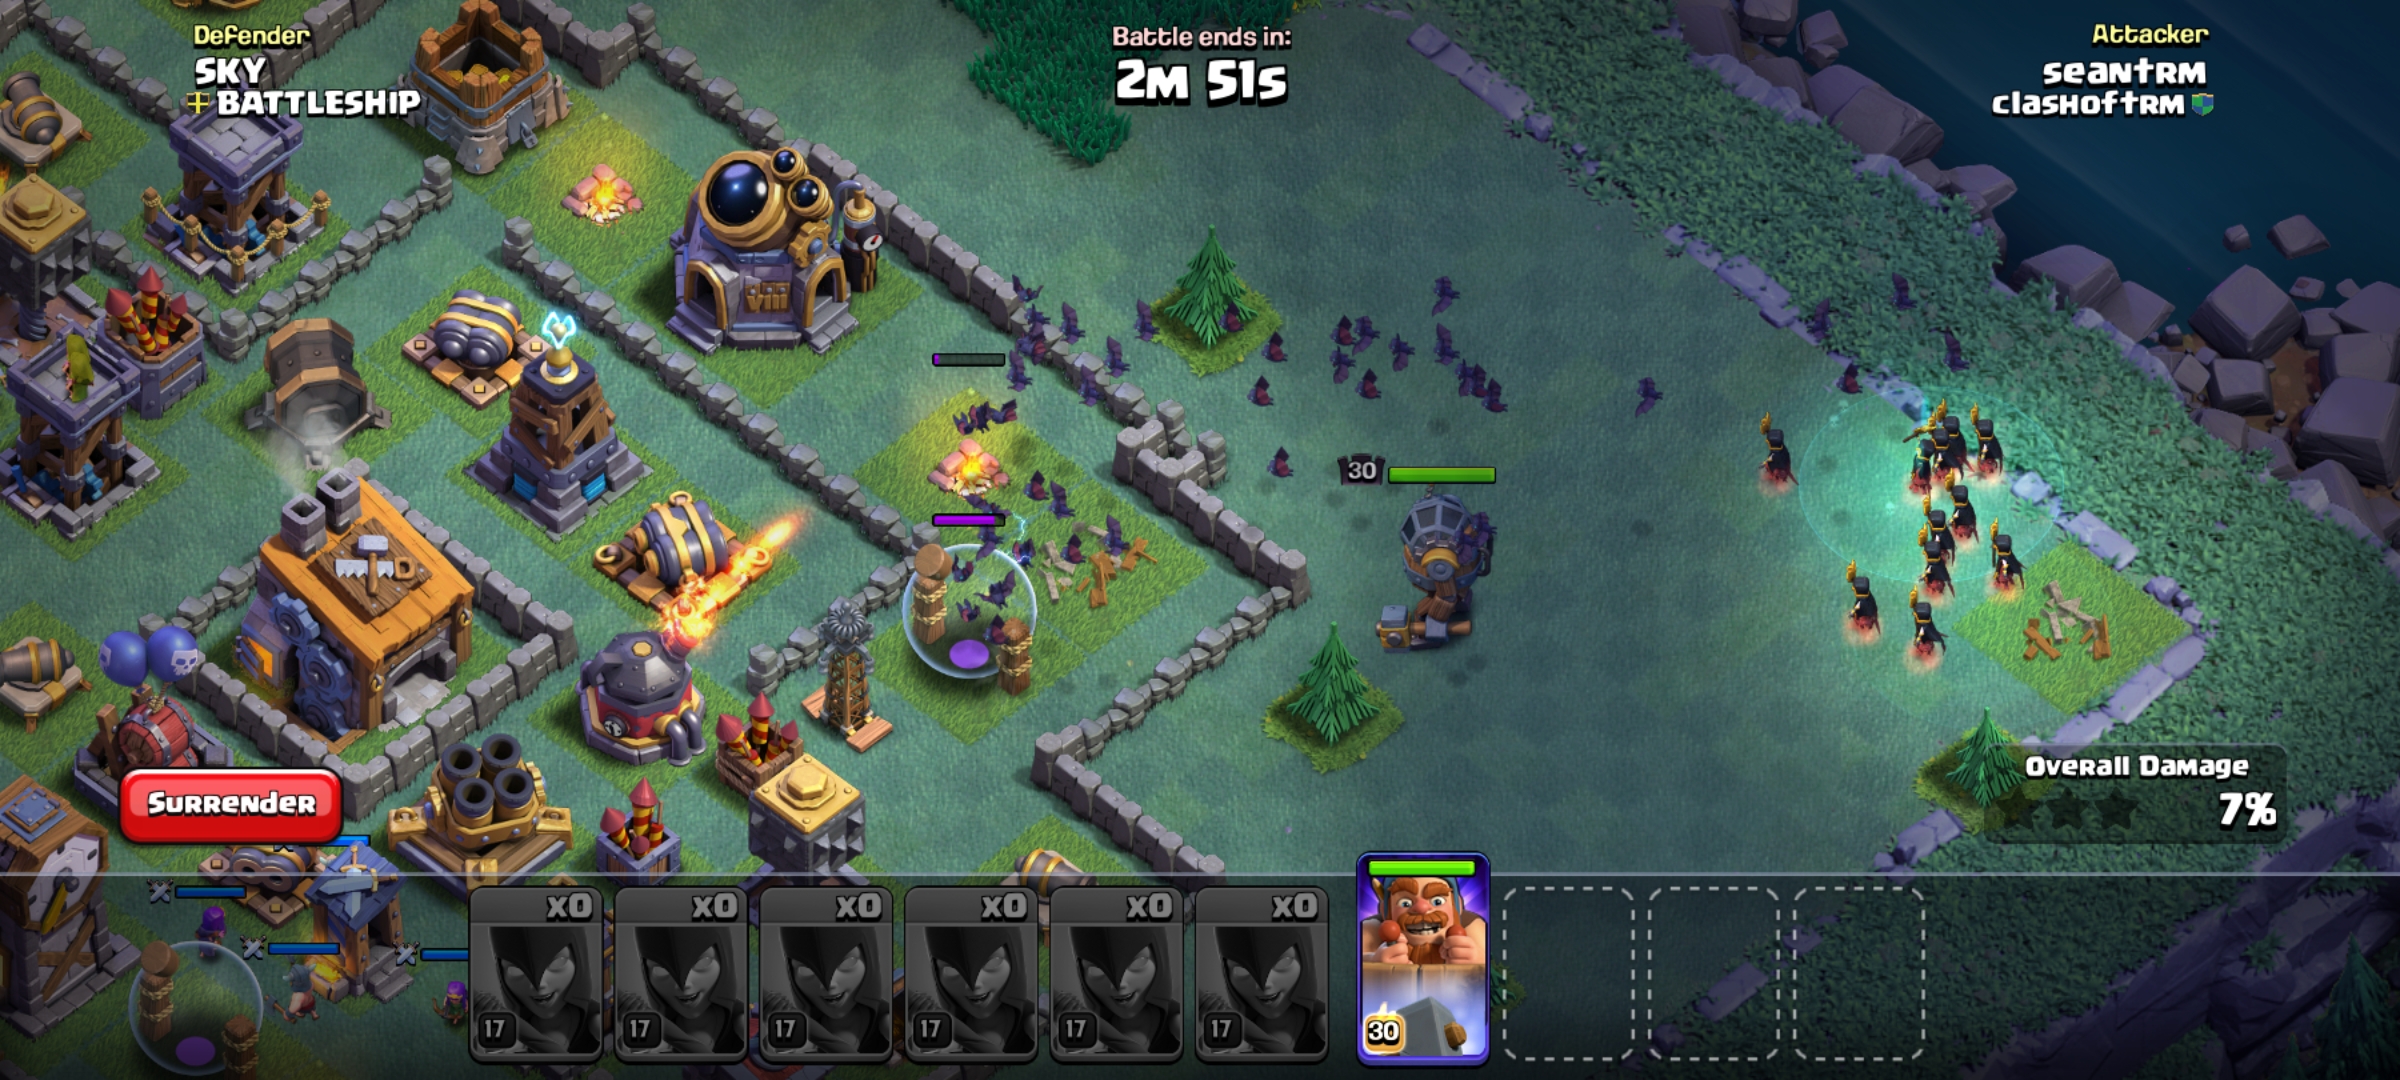 Defender
SKY
BATTLESHIP
Battle ends in:
2M 51s
Attacker
seantRM
clashoftRM
VIII
30
Surrender
Overall Damage
7%
x0
x0
x0
x0
x0
x0
17
17
17
17
17
17
30